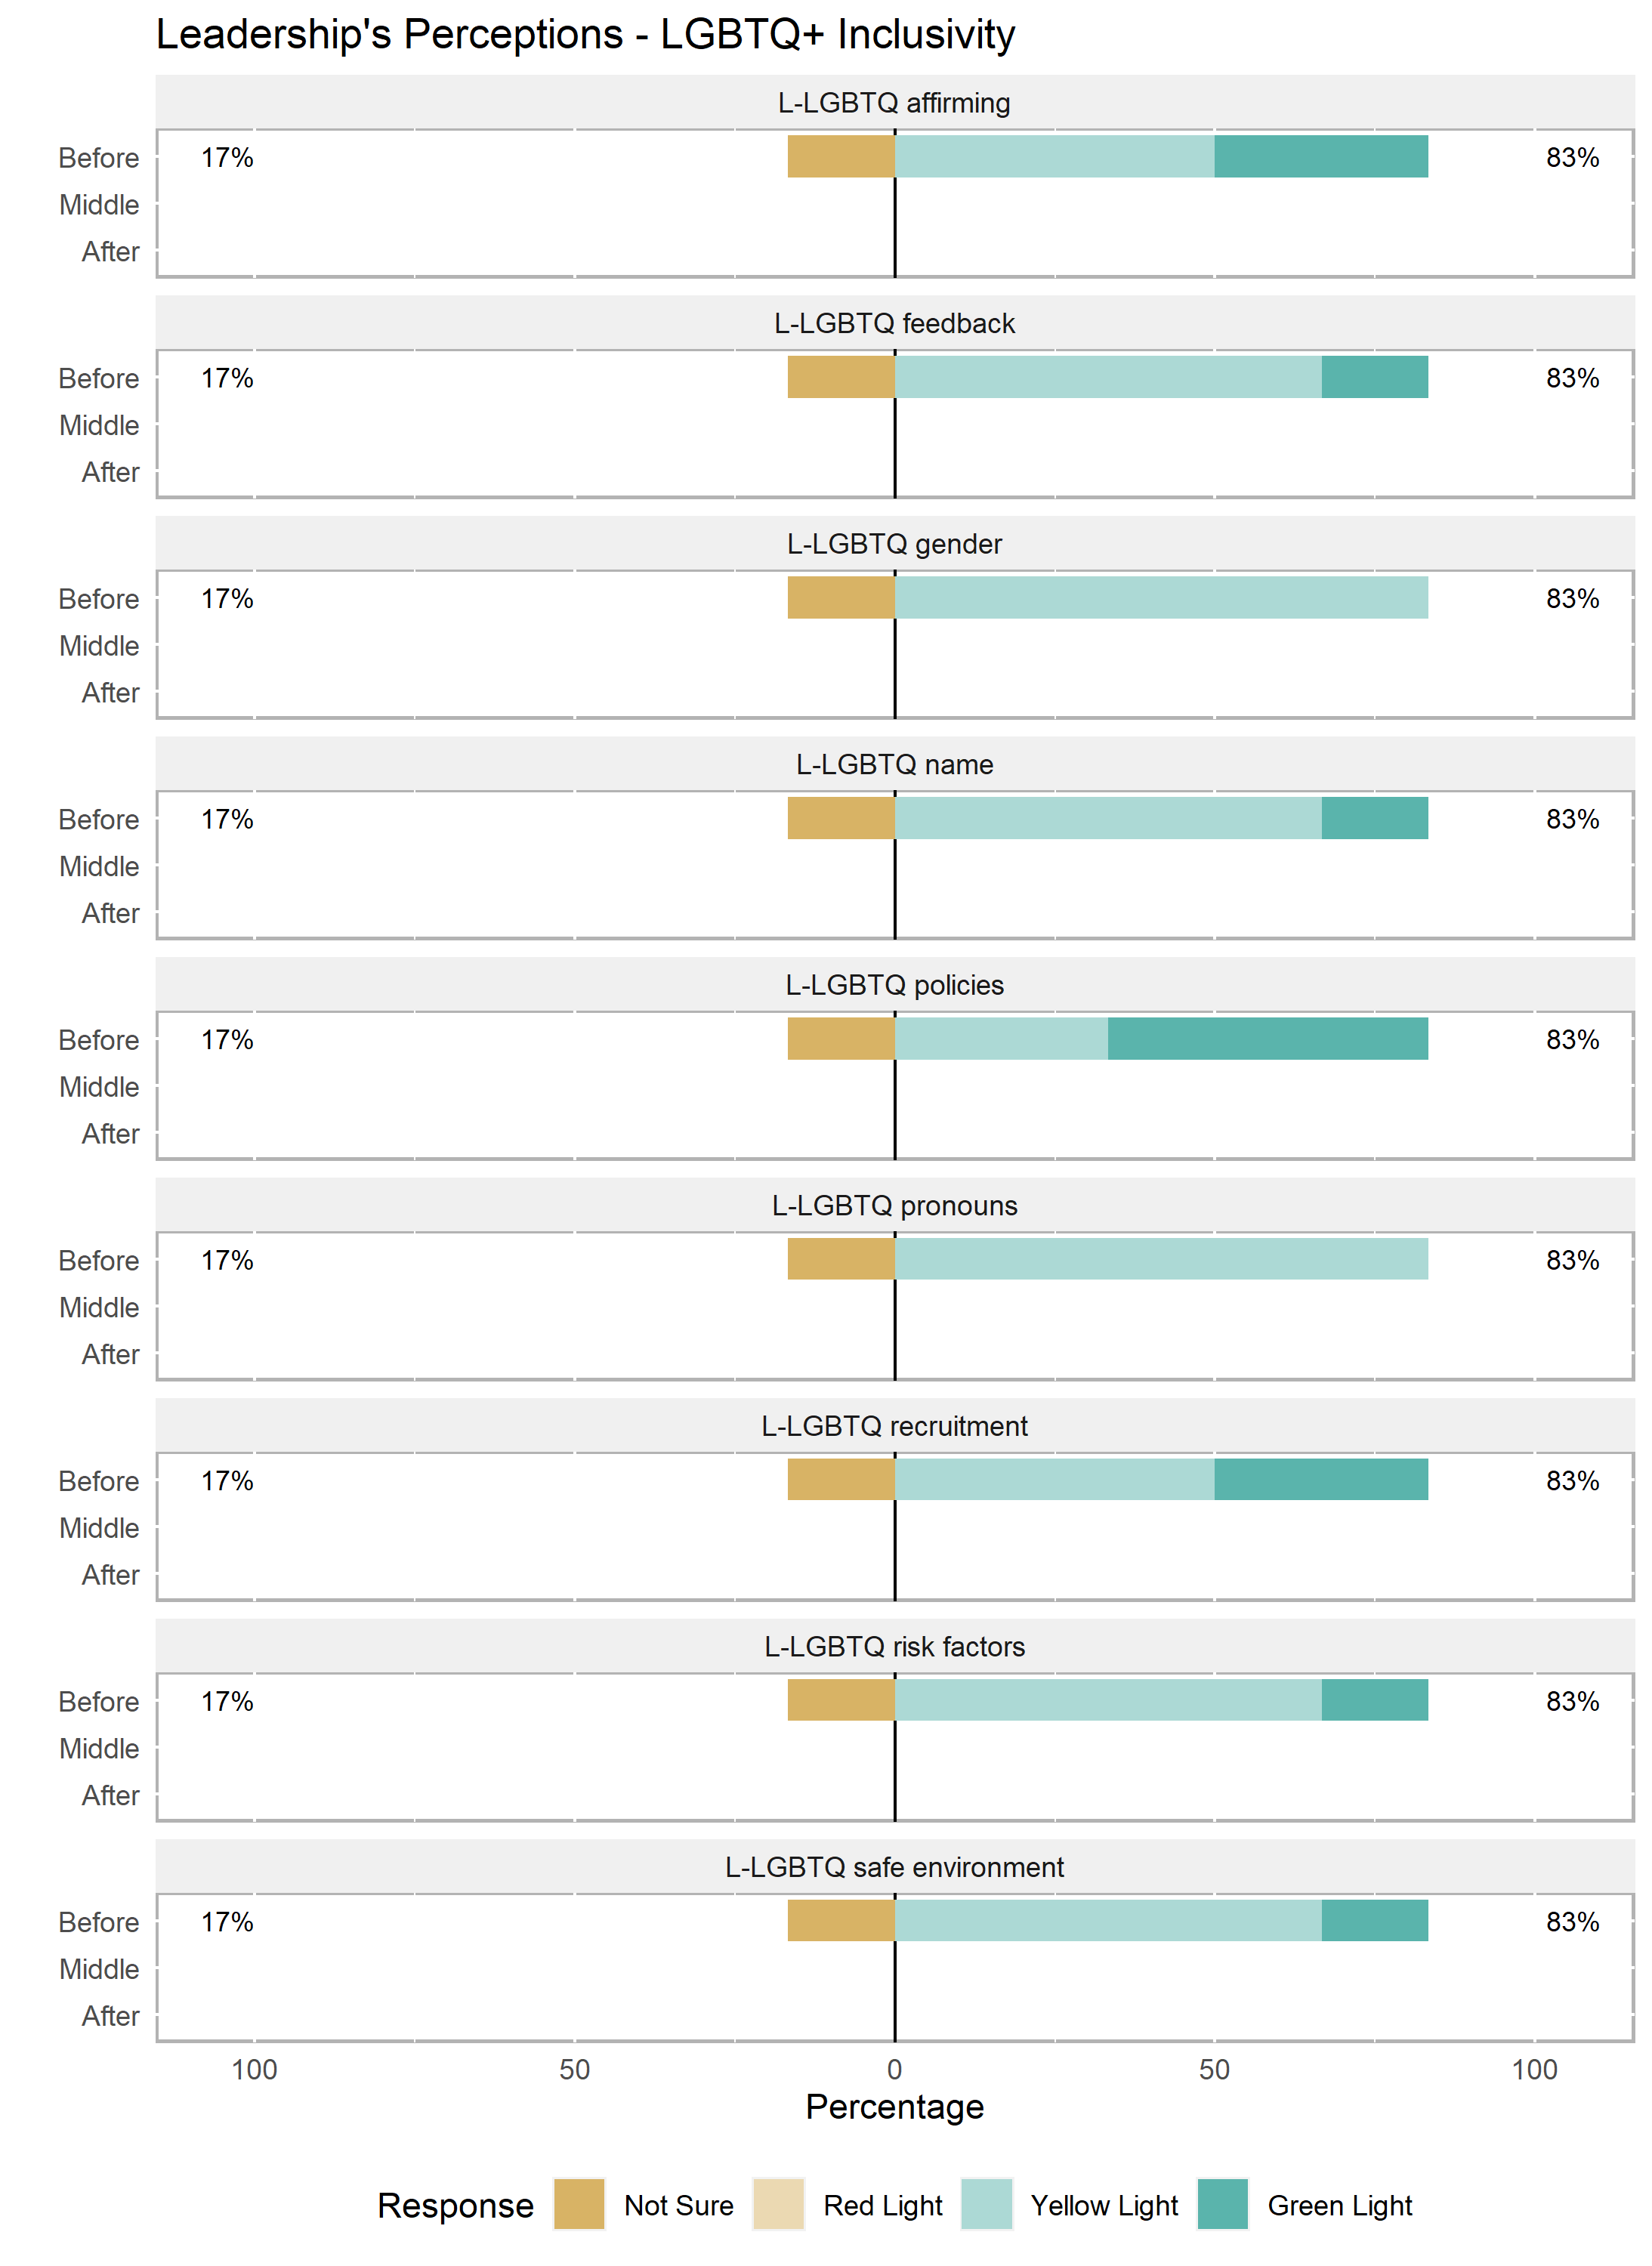 Leadership's Perceptions - LGBTQ+ Inclusivity
L-LGBTQ affirming
Before 17% 83%
Middle
After
L-LGBTQ feedback
Before 17% 83%
Middle
After
L-LGBTQ gender
Before 17% 83%
Middle
After
L-LGBTQ name
Before 17% 83%
Middle
After
L-LGBTQ policies
Before 17% 83%
Middle
After
L-LGBTQ pronouns
Before 17% 83%
Middle
After
L-LGBTQ recruitment
Before 17% 83%
Middle
After
L-LGBTQ risk factors
Before 17% 83%
Middle
After
L-LGBTQ safe environment
Before 17% 83%
Middle
After
100 50 0 50 100
Percentage
Response Not Sure Red Light Yellow Light Green Light